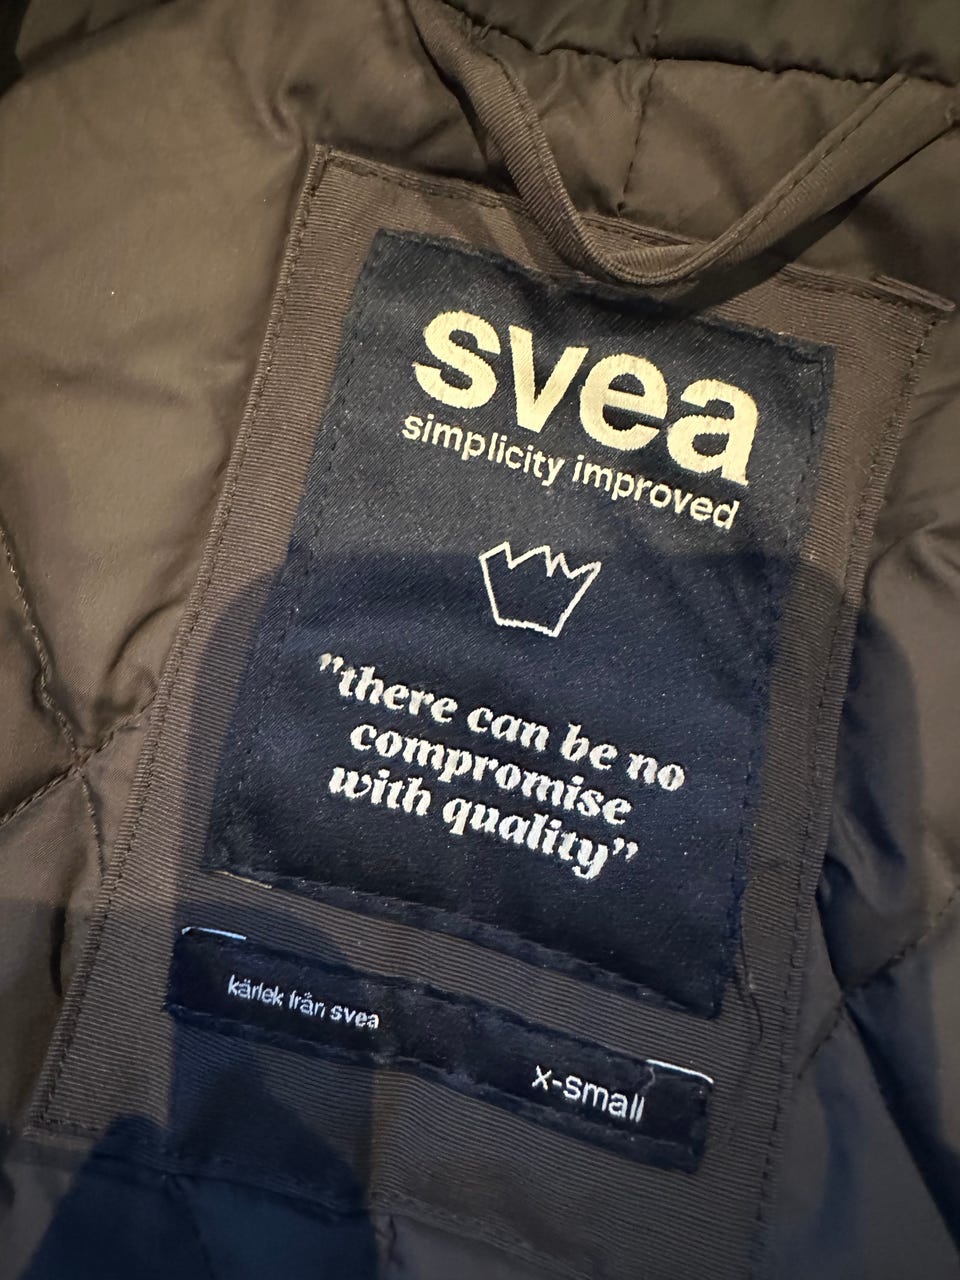 svea
simplicity improved
”there can be no
compromise
with quality”
kärlek från svea
x-small